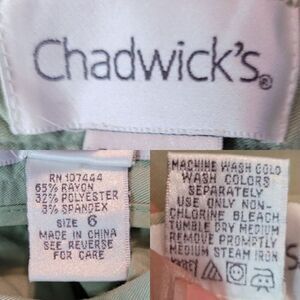 Chadwick's®
RN 107444
65% RAYON
32% POLYESTER
3% SPANDEX
SIZE 6
MADE IN CHINA
SEE REVERSE
FOR CARE
MACHINE WASH COLD
WASH COLORS
SEPARATELY
USE ONLY NON-
CHLORINE BLEACH
TUMBLE DRY MEDIUM
REMOVE PROMPTLY
MEDIUM STEAM IRON